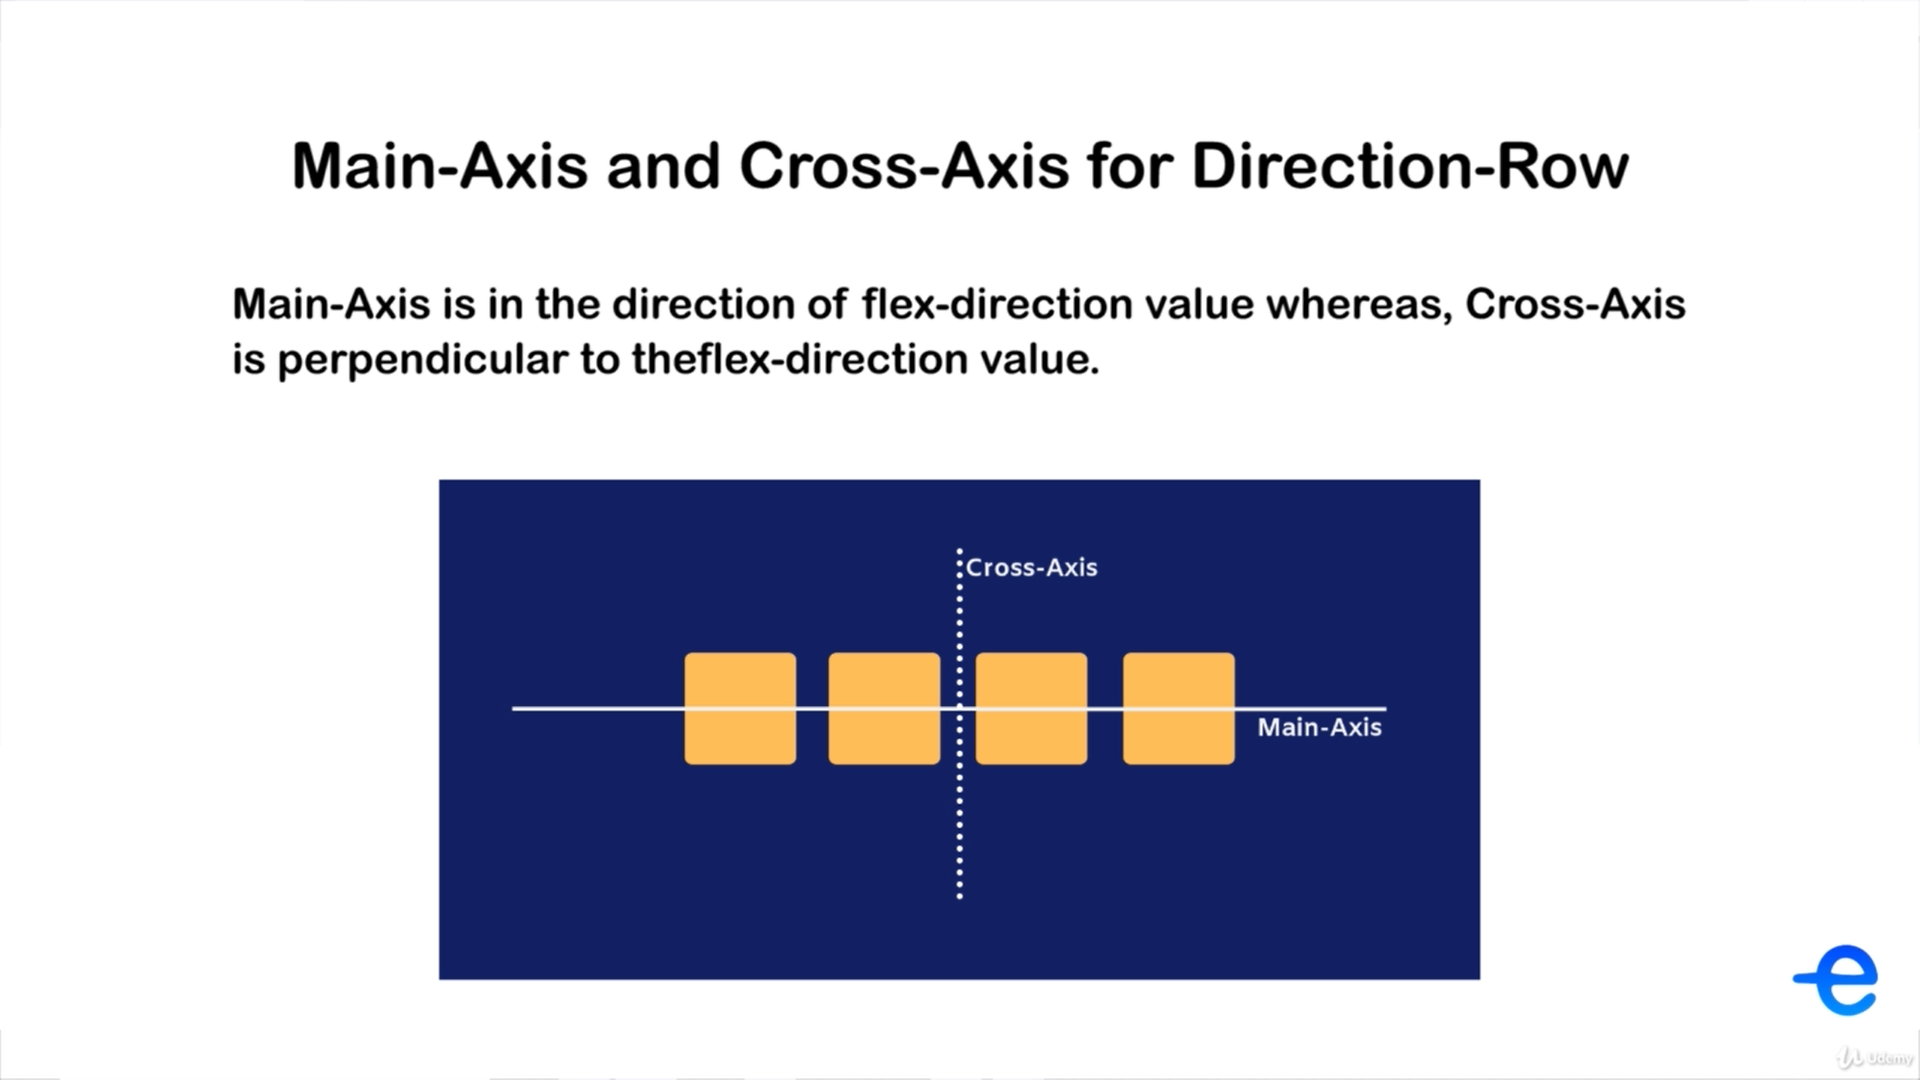 Main-Axis and Cross-Axis for Direction-Row
Main-Axis is in the direction of flex-direction value whereas, Cross-Axis
is perpendicular to theflex-direction value.
Cross-Axis
Main-Axis
e
Udemy